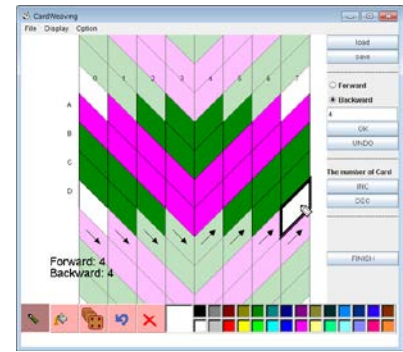 CardWeaving
File Display Option
load
save
0 1 2 3 4 5 6 7
A
Forward
Backward
B
4
OK
C
UNDO
The number of Card
D
INC
DEC
FINISH
Forward: 4
Backward: 4